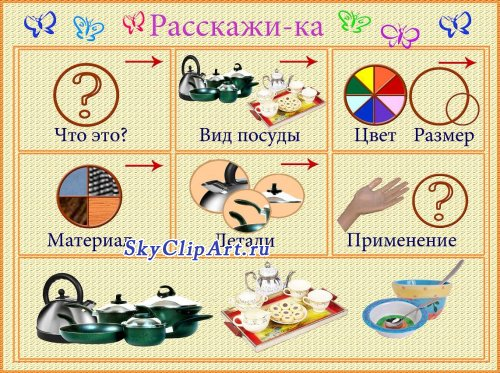 Расскажи-ка
Что это?
Вид посуды
Цвет Размер
Материал
Детали
Применение
SkyClipArt.ru